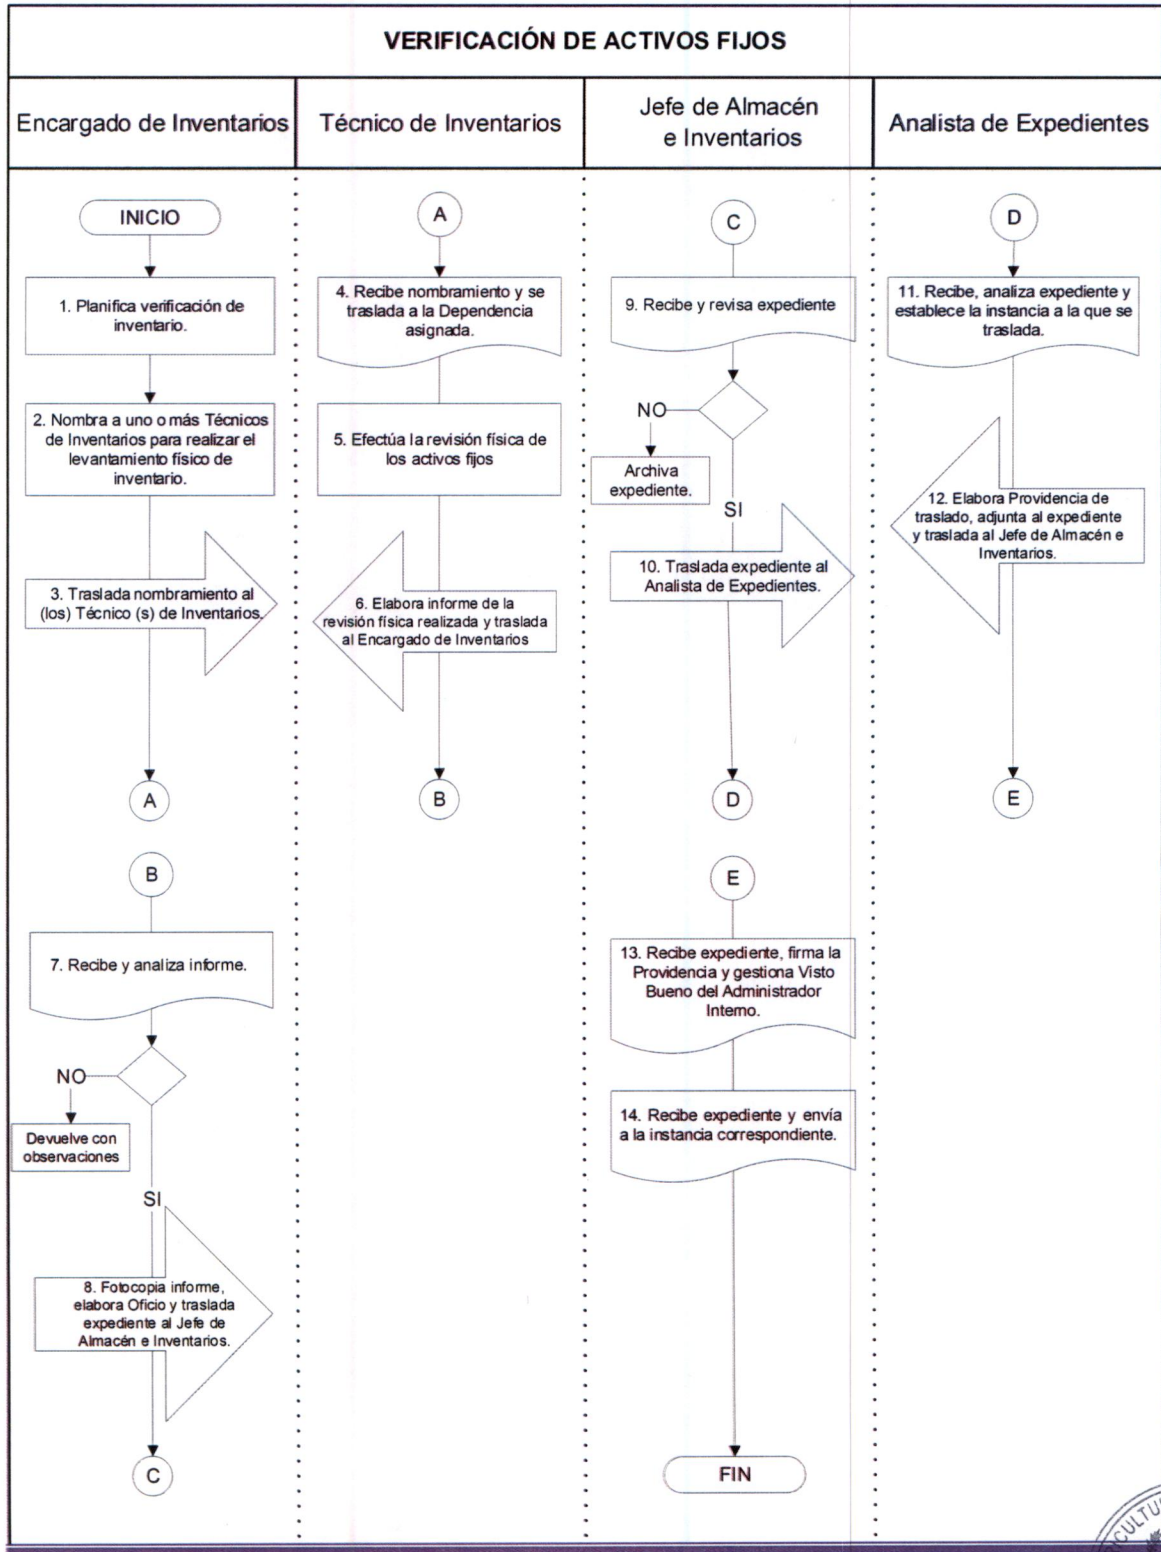 VERIFICACIÓN DE ACTIVOS FIJOS
Encargado de Inventarios
Técnico de Inventarios
Jefe de Almacén
e Inventarios
Analista de Expedientes
INICIO
1. Planifica verificación de
inventario.
2. Nombra a uno o más Técnicos
de Inventarios para realizar el
levantamiento físico de
inventario.
3. Traslada nombramiento al
(los) Técnico (s) de Inventarios.
A
A
4. Recibe nombramiento y se
traslada a la Dependencia
asignada.
5. Efectúa la revisión física de
los activos fijos
6. Elabora informe de la
revisión física realizada y traslada
al Encargado de Inventarios
B
C
9. Recibe y revisa expediente
NO
Archiva
expediente.
SI
10. Traslada expediente al
Analista de Expedientes.
D
D
11. Recibe, analiza expediente y
establece la instancia a la que se
traslada.
12. Elabora Providencia de
traslado, adjunta al expediente
y traslada al Jefe de Almacén e
Inventarios.
E
B
7. Recibe y analiza informe.
NO
Devuelve con
observaciones
SI
8. Fotocopia informe,
elabora Oficio y traslada
expediente al Jefe de
Almacén e Inventarios.
C
E
13. Recibe expediente, firma la
Providencia y gestiona Visto
Bueno del Administrador
Interno.
14. Recibe expediente y envía
a la instancia correspondiente.
FIN